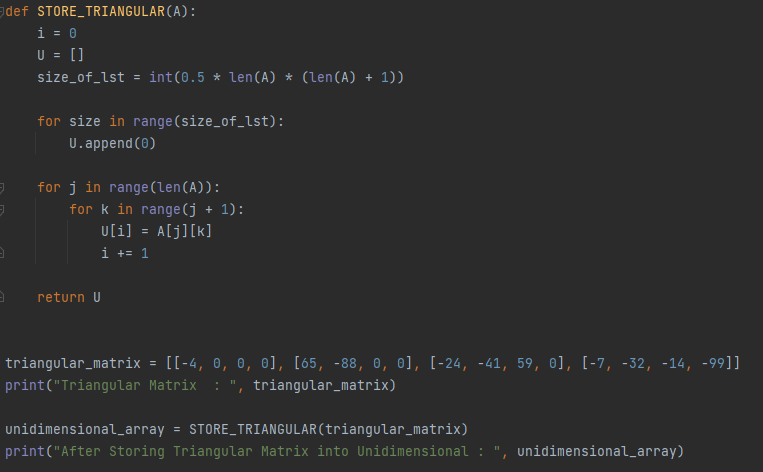 def STORE_TRIANGULAR(A):
    i = 0
    U = []
    size_of_lst = int(0.5 * len(A) * (len(A) + 1))
    for size in range(size_of_lst):
        U.append(0)
    for j in range(len(A)):
        for k in range(j + 1):
            U[i] = A[j][k]
            i += 1
    return U
triangular_matrix = [[-4, 0, 0, 0], [65, -88, 0, 0], [-24, -41, 59, 0], [-7, -32, -14, -99]]
print("Triangular Matrix  : ", triangular_matrix)
unidimensional_array = STORE_TRIANGULAR(triangular_matrix)
print("After Storing Triangular Matrix into Unidimensional : ", unidimensional_array)